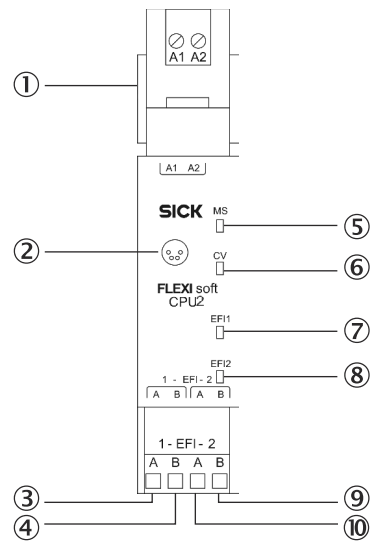 A1 A2
①
A1 A2
SICK MS
⑤
②
CV
⑥
FLEXI soft
CPU2
EFI1
⑦
EFI2
⑧
1 - EFI - 2
A B A B
1 - EFI - 2
A B A B
③
⑨
④
⑩